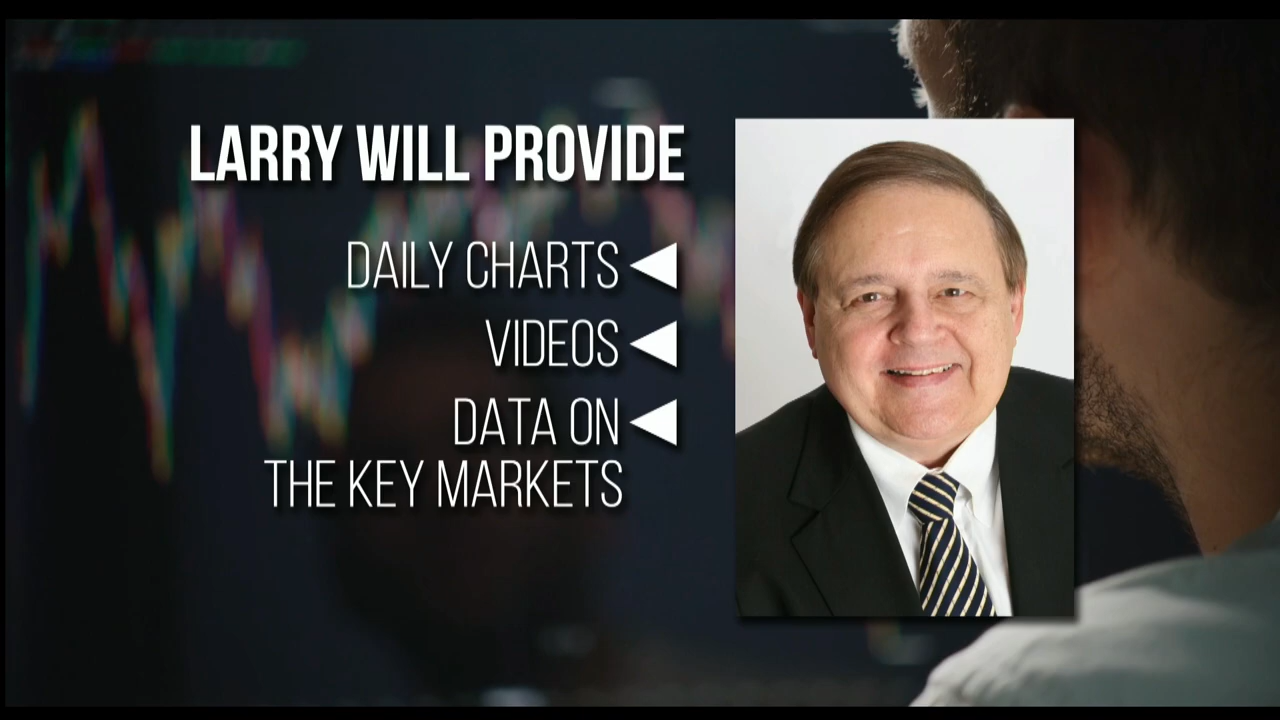 LARRY WILL PROVIDE
DAILY CHARTS
VIDEOS
DATA ON
THE KEY MARKETS